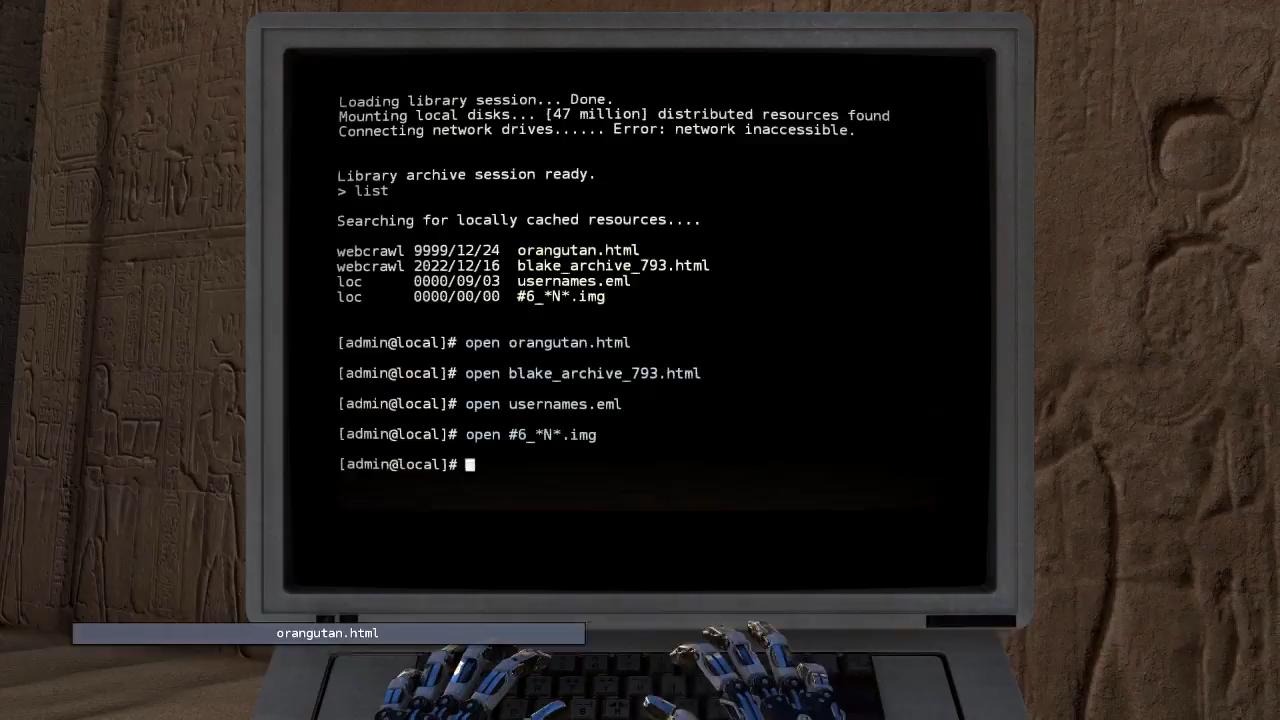 Loading library session... Done.
Mounting local disks... [47 million] distributed resources found
Connecting network drives...... Error: network inaccessible.
Library archive session ready.
> list
Searching for locally cached resources....
webcrawl 9999/12/24 orangutan.html
webcrawl 2022/12/16 blake_archive_793.html
loc 0000/09/03 usernames.eml
loc 0000/00/00 #6_*N*.img
[admin@local]# open orangutan.html
[admin@local]# open blake_archive_793.html
[admin@local]# open usernames.eml
[admin@local]# open #6_*N*.img
[admin@local]#
orangutan.html